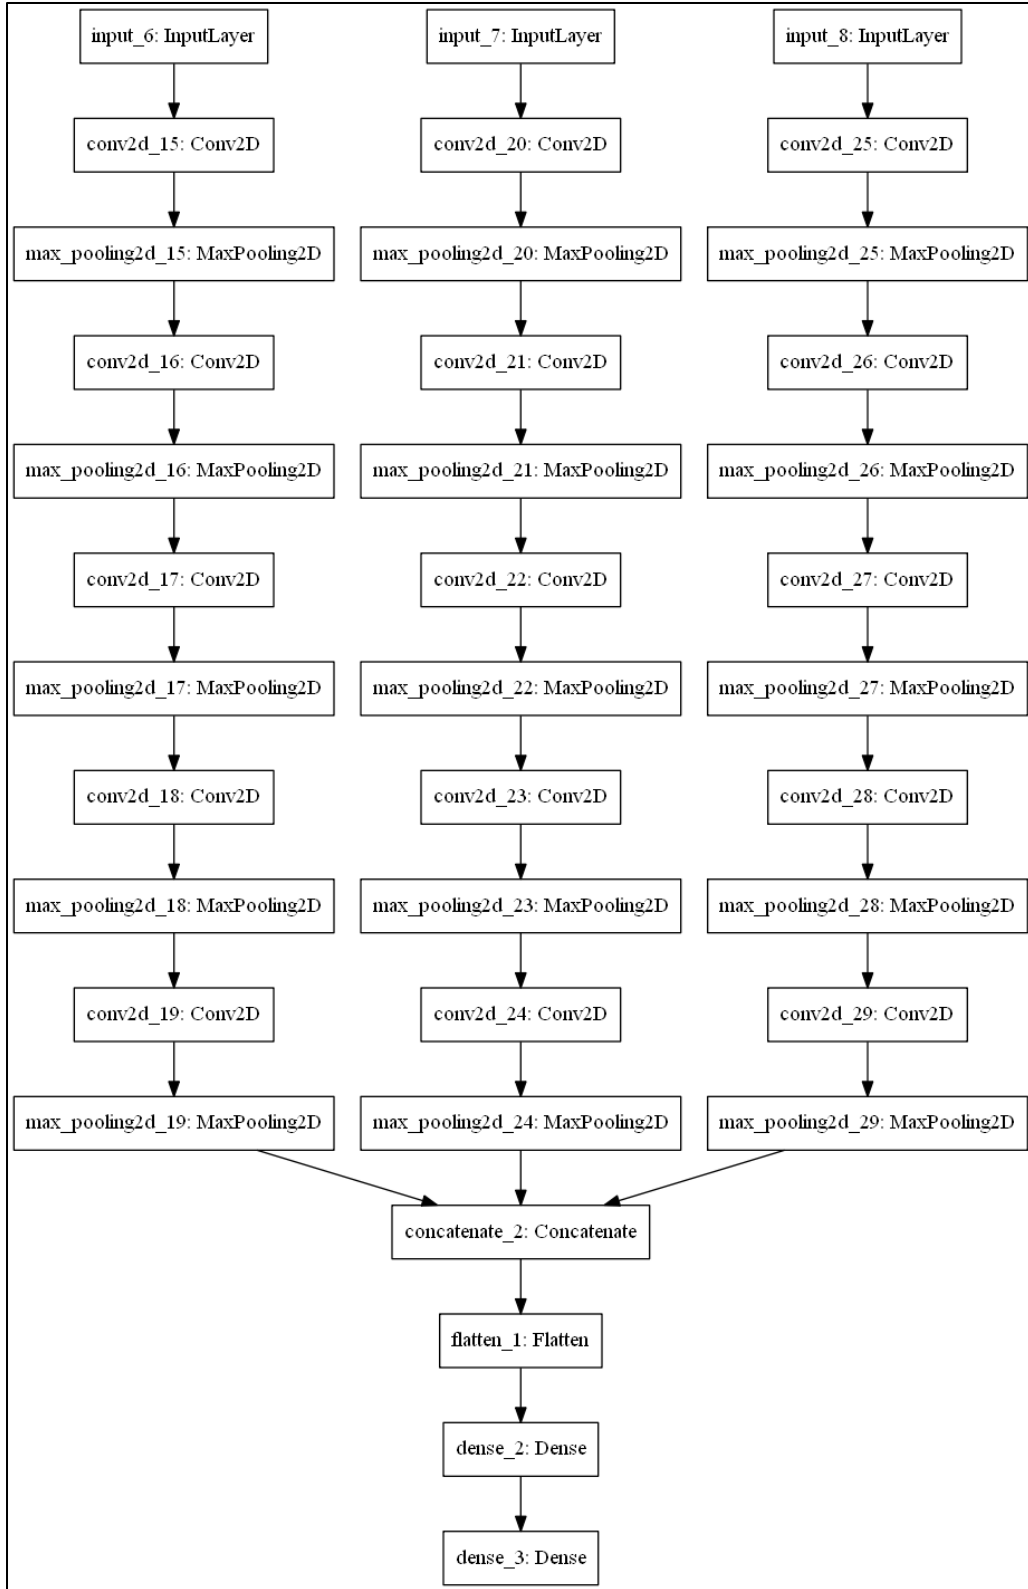 input_6: InputLayer
input_7: InputLayer
input_8: InputLayer
conv2d_15: Conv2D
conv2d_20: Conv2D
conv2d_25: Conv2D
max_pooling2d_15: MaxPooling2D
max_pooling2d_20: MaxPooling2D
max_pooling2d_25: MaxPooling2D
conv2d_16: Conv2D
conv2d_21: Conv2D
conv2d_26: Conv2D
max_pooling2d_16: MaxPooling2D
max_pooling2d_21: MaxPooling2D
max_pooling2d_26: MaxPooling2D
conv2d_17: Conv2D
conv2d_22: Conv2D
conv2d_27: Conv2D
max_pooling2d_17: MaxPooling2D
max_pooling2d_22: MaxPooling2D
max_pooling2d_27: MaxPooling2D
conv2d_18: Conv2D
conv2d_23: Conv2D
conv2d_28: Conv2D
max_pooling2d_18: MaxPooling2D
max_pooling2d_23: MaxPooling2D
max_pooling2d_28: MaxPooling2D
conv2d_19: Conv2D
conv2d_24: Conv2D
conv2d_29: Conv2D
max_pooling2d_19: MaxPooling2D
max_pooling2d_24: MaxPooling2D
max_pooling2d_29: MaxPooling2D
concatenate_2: Concatenate
flatten_1: Flatten
dense_2: Dense
dense_3: Dense